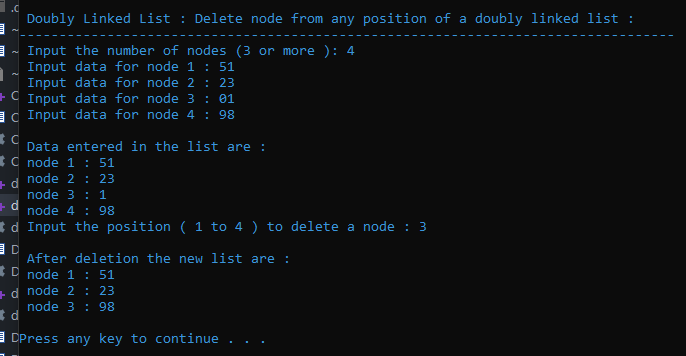 Doubly Linked List : Delete node from any position of a doubly linked list :
----------------------------------------------------------------------------------
Input the number of nodes (3 or more ): 4
Input data for node 1 : 51
Input data for node 2 : 23
Input data for node 3 : 01
Input data for node 4 : 98
Data entered in the list are :
node 1 : 51
node 2 : 23
node 3 : 1
node 4 : 98
Input the position ( 1 to 4 ) to delete a node : 3
After deletion the new list are :
node 1 : 51
node 2 : 23
node 3 : 98
Press any key to continue . . .